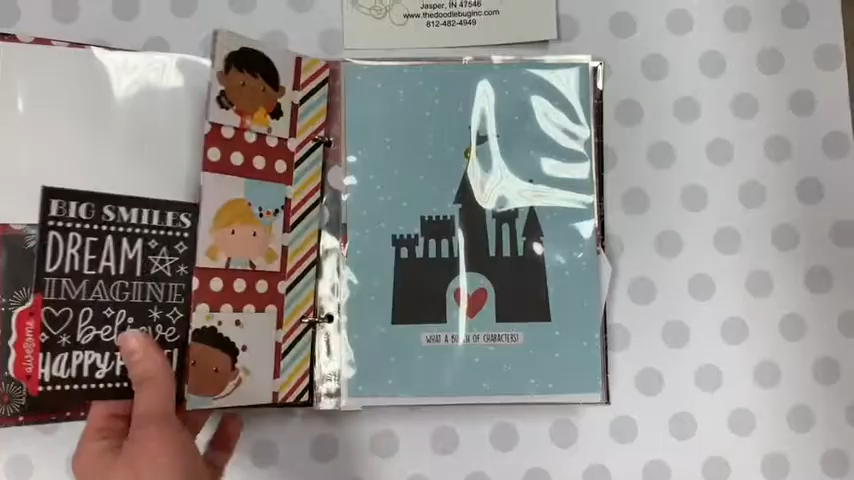 Jasper, IN 47546
www.thedoodlebuginc.com
812-482-4949
BIG SMILES
DREAM
IMAGINE
believe
HAPPY
awesome
WHAT A BUNCH OF CHARACTERS!